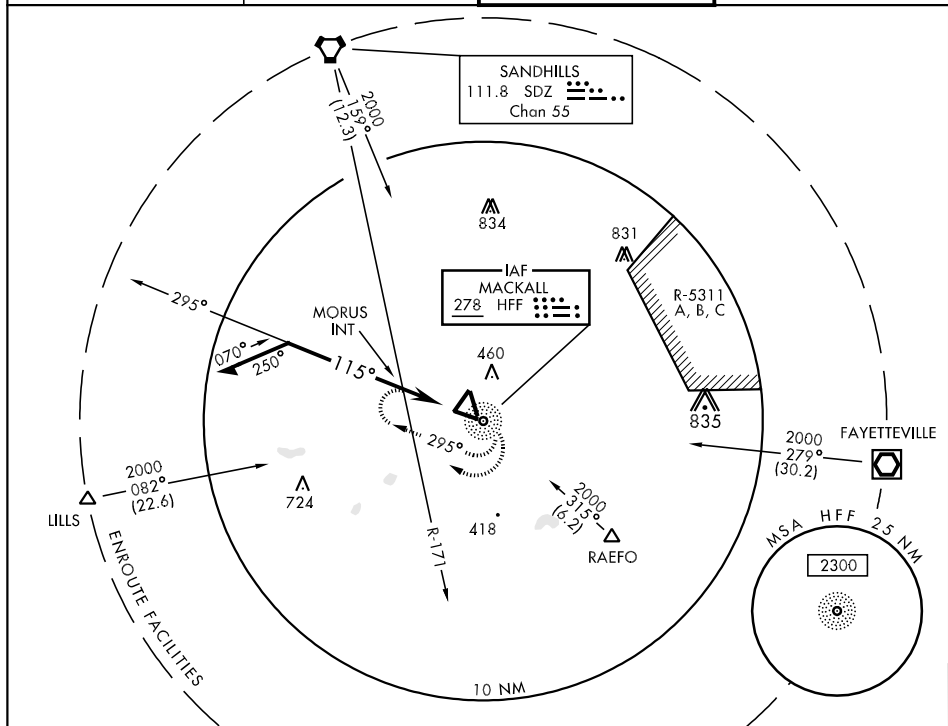 SANDHILLS
111.8 SDZ
Chan 55
2000
159°
(12.3)
834
831
IAF
MACKALL
278 HFF
R-5311
A, B, C
295°
MORUS
INT
070°
250°
115°
460
835
295°
FAYETTEVILLE
2000
279°
(30.2)
2000
082°
(22.6)
LILLS
724
R-171
418
2000
315°
(6.2)
RAEFO
MSA HFF 25 NM
2300
ENROUTE FACILITIES
10 NM